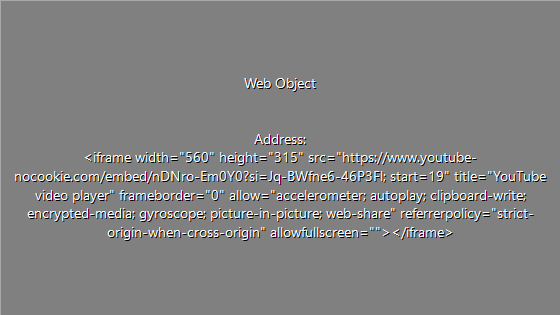 Web Object
Address:
<iframe width="560" height="315" src="https://www.youtube-
nocookie.com/embed/nDNro-Em0Y0?si=Jq-BWfne6-46P3Fl; start=19" title="YouTube
video player" frameborder="0" allow="accelerometer; autoplay; clipboard-write;
encrypted-media; gyroscope; picture-in-picture; web-share" referrerpolicy="strict-
origin-when-cross-origin" allowfullscreen=""></iframe>